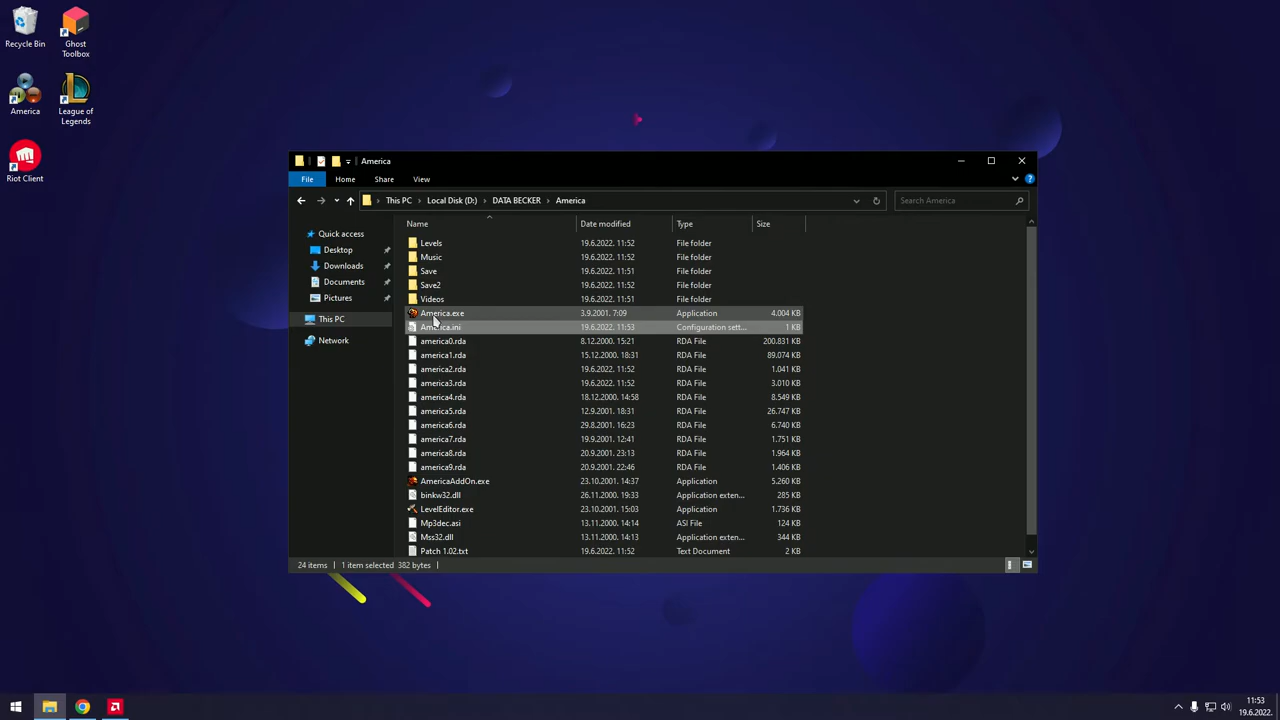 Recycle Bin
Ghost
Toolbox
America
League of
Legends
Riot Client
America
File
Home
Share
View
This PC
Local Disk (D:)
DATA BECKER
America
Search America
Name
Date modified
Type
Size
Quick access
Desktop
Downloads
Documents
Pictures
This PC
Network
Levels 19.6.2022. 11:52 File folder
Music 19.6.2022. 11:52 File folder
Save 19.6.2022. 11:51 File folder
Save2 19.6.2022. 11:52 File folder
Videos 19.6.2022. 11:51 File folder
America.exe 3.9.2001. 7:09 Application 4.004 KB
America.ini 19.6.2022. 11:53 Configuration sett... 1 KB
america0.rda 8.12.2000. 15:21 RDA File 200.831 KB
america1.rda 15.12.2000. 18:31 RDA File 89.074 KB
america2.rda 19.6.2022. 11:52 RDA File 1.041 KB
america3.rda 19.6.2022. 11:52 RDA File 3.010 KB
america4.rda 18.12.2000. 14:58 RDA File 8.549 KB
america5.rda 12.9.2001. 18:31 RDA File 26.747 KB
america6.rda 29.8.2001. 16:23 RDA File 6.740 KB
america7.rda 19.9.2001. 12:41 RDA File 1.751 KB
america8.rda 20.9.2001. 23:13 RDA File 1.964 KB
america9.rda 20.9.2001. 22:46 RDA File 1.406 KB
AmericaAddOn.exe 23.10.2001. 14:37 Application 5.260 KB
binkw32.dll 26.11.2000. 19:33 Application exten... 285 KB
LevelEditor.exe 23.10.2001. 15:03 Application 1.736 KB
Mp3dec.asi 13.11.2000. 14:14 ASI File 124 KB
Mss32.dll 13.11.2000. 14:14 Application exten... 344 KB
Patch 1.02.txt 19.6.2022. 11:52 Text Document 2 KB
24 items
1 item selected 382 bytes
11:53
19.6.2022.